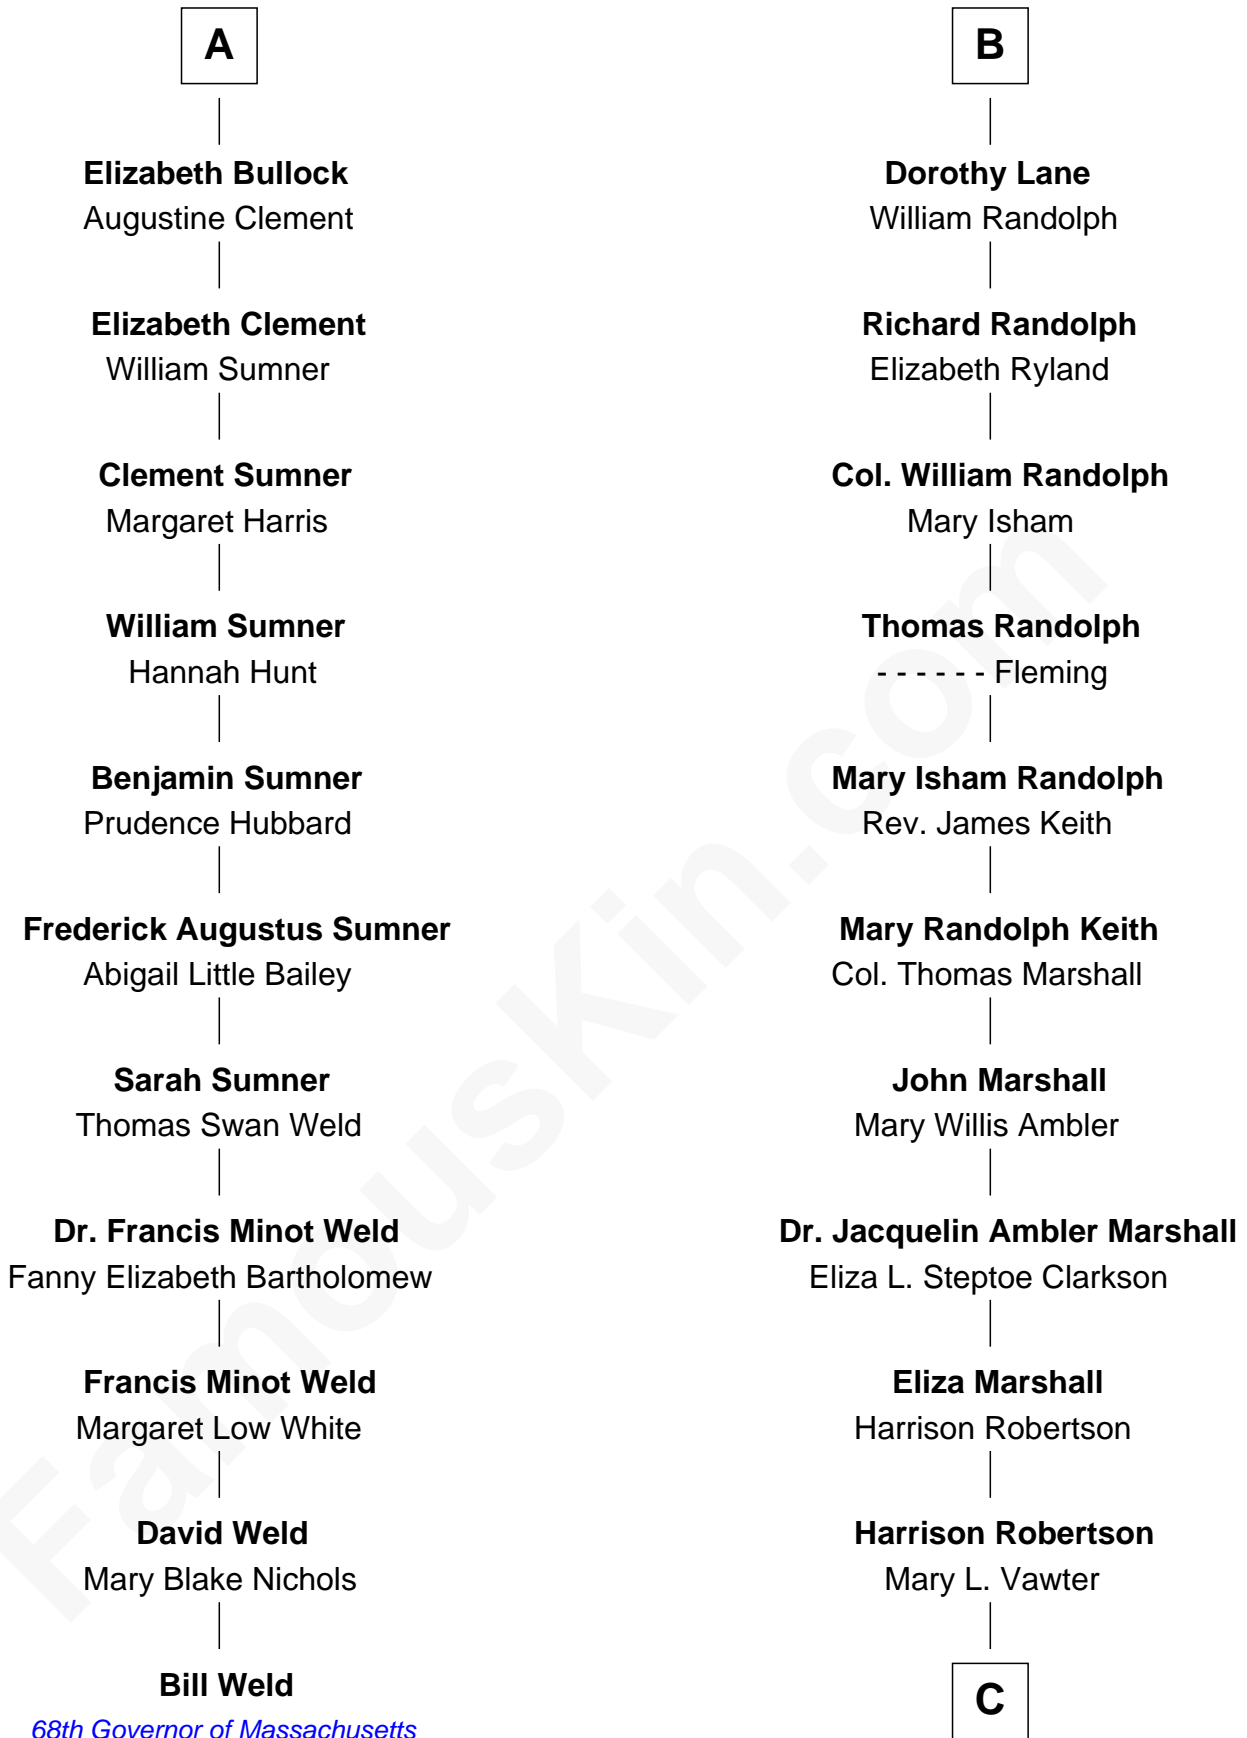 A
Elizabeth Bullock
Augustine Clement
Elizabeth Clement
William Sumner
Clement Sumner
Margaret Harris
William Sumner
Hannah Hunt
Benjamin Sumner
Prudence Hubbard
Frederick Augustus Sumner
Abigail Little Bailey
Sarah Sumner
Thomas Swan Weld
Dr. Francis Minot Weld
Fanny Elizabeth Bartholomew
Francis Minot Weld
Margaret Low White
David Weld
Mary Blake Nichols
Bill Weld
68th Governor of Massachusetts
B
Dorothy Lane
William Randolph
Richard Randolph
Elizabeth Ryland
Col. William Randolph
Mary Isham
Thomas Randolph
- - - - - - Fleming
Mary Isham Randolph
Rev. James Keith
Mary Randolph Keith
Col. Thomas Marshall
John Marshall
Mary Willis Ambler
Dr. Jacquelin Ambler Marshall
Eliza L. Steptoe Clarkson
Eliza Marshall
Harrison Robertson
Harrison Robertson
Mary L. Vawter
C
FamousKin.com